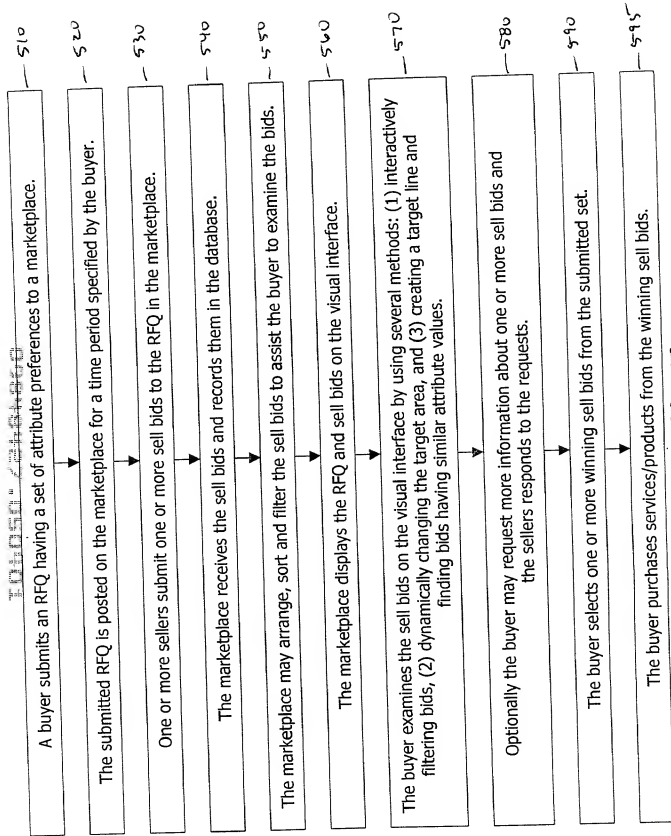 A buyer submits an RFQ having a set of attribute preferences to a marketplace. 510
The submitted RFQ is posted on the marketplace for a time period specified by the buyer. 520
One or more sellers submit one or more sell bids to the RFQ in the marketplace. 530
The marketplace receives the sell bids and records them in the database. 540
The marketplace may arrange, sort and filter the sell bids to assist the buyer to examine the bids. 550
The marketplace displays the RFQ and sell bids on the visual interface. 560
The buyer examines the sell bids on the visual interface by using several methods: (1) interactively
filtering bids, (2) dynamically changing the target area, and (3) creating a target line and
finding bids having similar attribute values. 570
Optionally the buyer may request more information about one or more sell bids and
the sellers responds to the requests. 580
The buyer selects one or more winning sell bids from the submitted set. 590
The buyer purchases services/products from the winning sell bids. 595